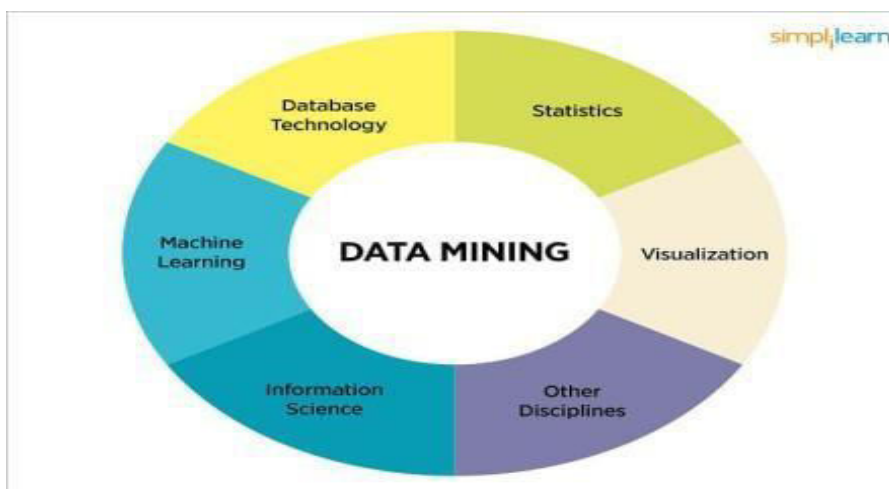 simplilearn
Database
Technology
Statistics
Machine
Learning
DATA MINING
Visualization
Information
Science
Other
Disciplines